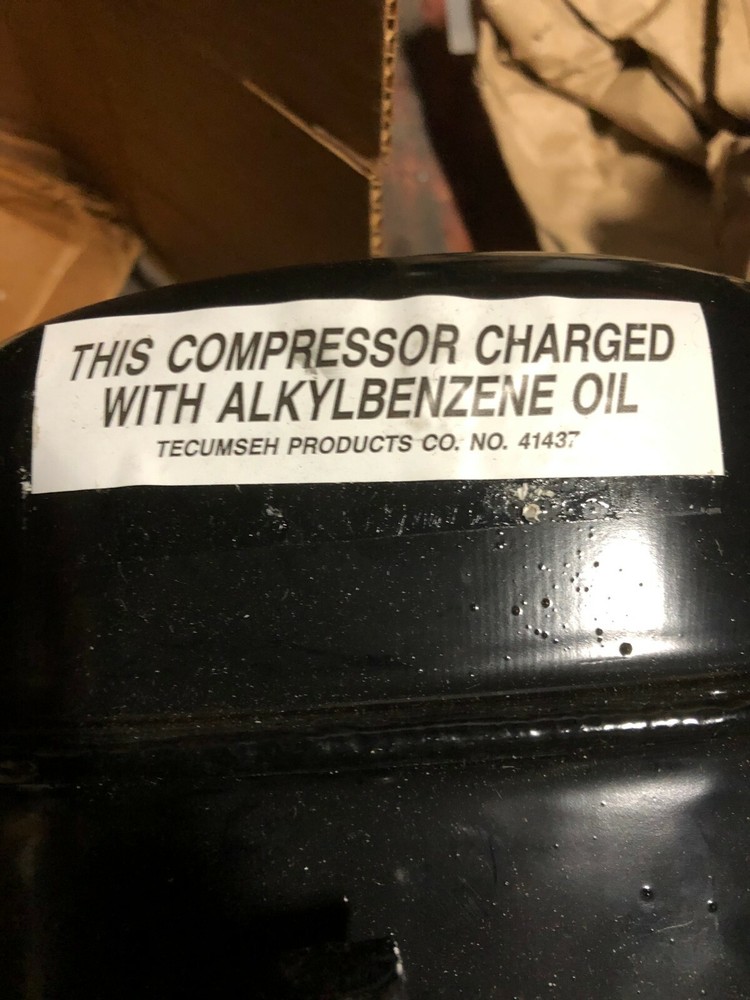 THIS COMPRESSOR CHARGED
WITH ALKYLBENZENE OIL
TECUMSEH PRODUCTS CO. NO. 41437